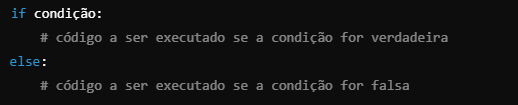 if condição:
    # código a ser executado se a condição for verdadeira
else:
    # código a ser executado se a condição for falsa